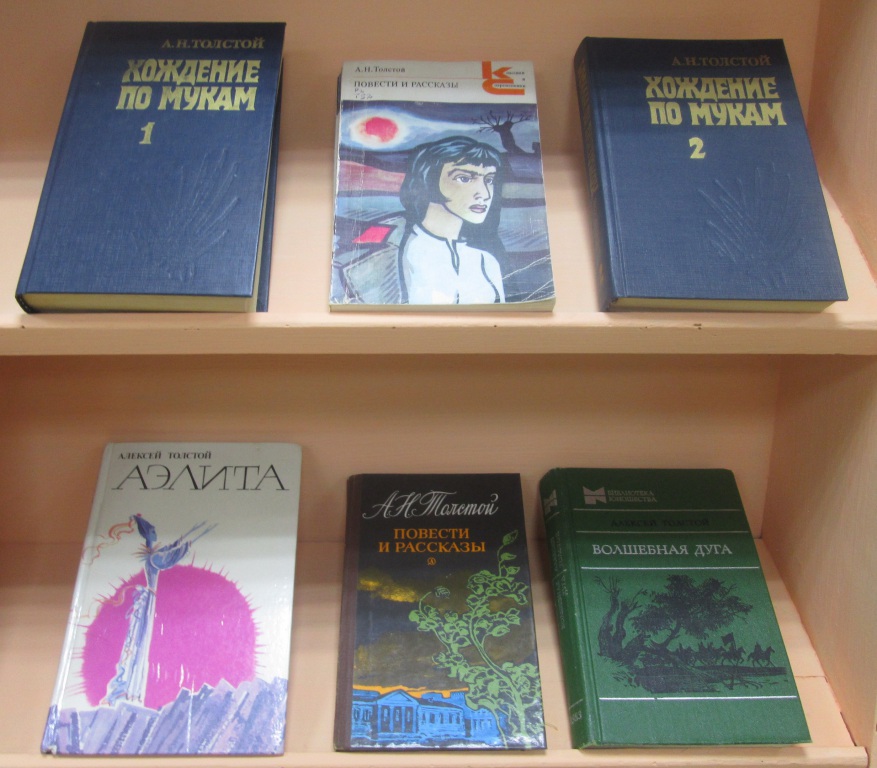 А.Н.ТОЛСТОЙ
ХОЖДЕНИЕ
ПО МУКАМ
1
А.Н.Толстой
ПОВЕСТИ И РАССКАЗЫ
К
С
А.Н.ТОЛСТОЙ
ХОЖДЕНИЕ
ПО МУКАМ
2
АЛЕКСЕЙ ТОЛСТОЙ
АЭЛИТА
А.Н.Толстой
ПОВЕСТИ
И РАССКАЗЫ
БИБЛИОТЕКА
ЮНОШЕСТВА
АЛЕКСЕЙ ТОЛСТОЙ
ВОЛШЕБНАЯ ДУГА